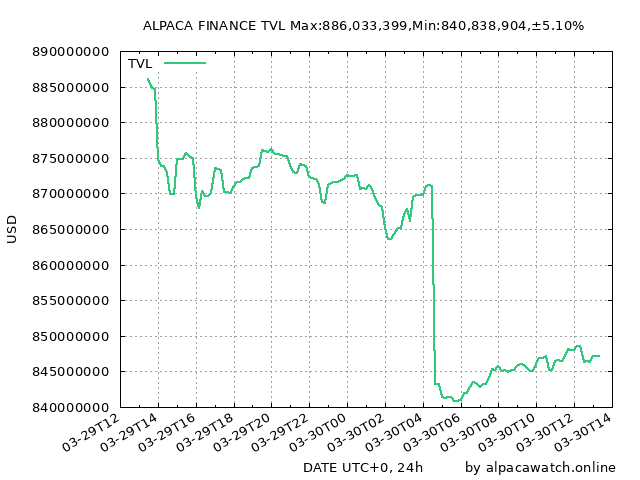 ALPACA FINANCE TVL Max:886,033,399,Min:840,838,904,±5.10%
890000000
TVL
885000000
880000000
875000000
870000000
865000000
860000000
855000000
850000000
845000000
840000000
USD
03-29T12
03-29T14
03-29T16
03-29T18
03-29T20
03-29T22
03-30T00
03-30T02
03-30T04
03-30T06
03-30T08
03-30T10
03-30T12
03-30T14
DATE UTC+0, 24h
by alpacawatch.online